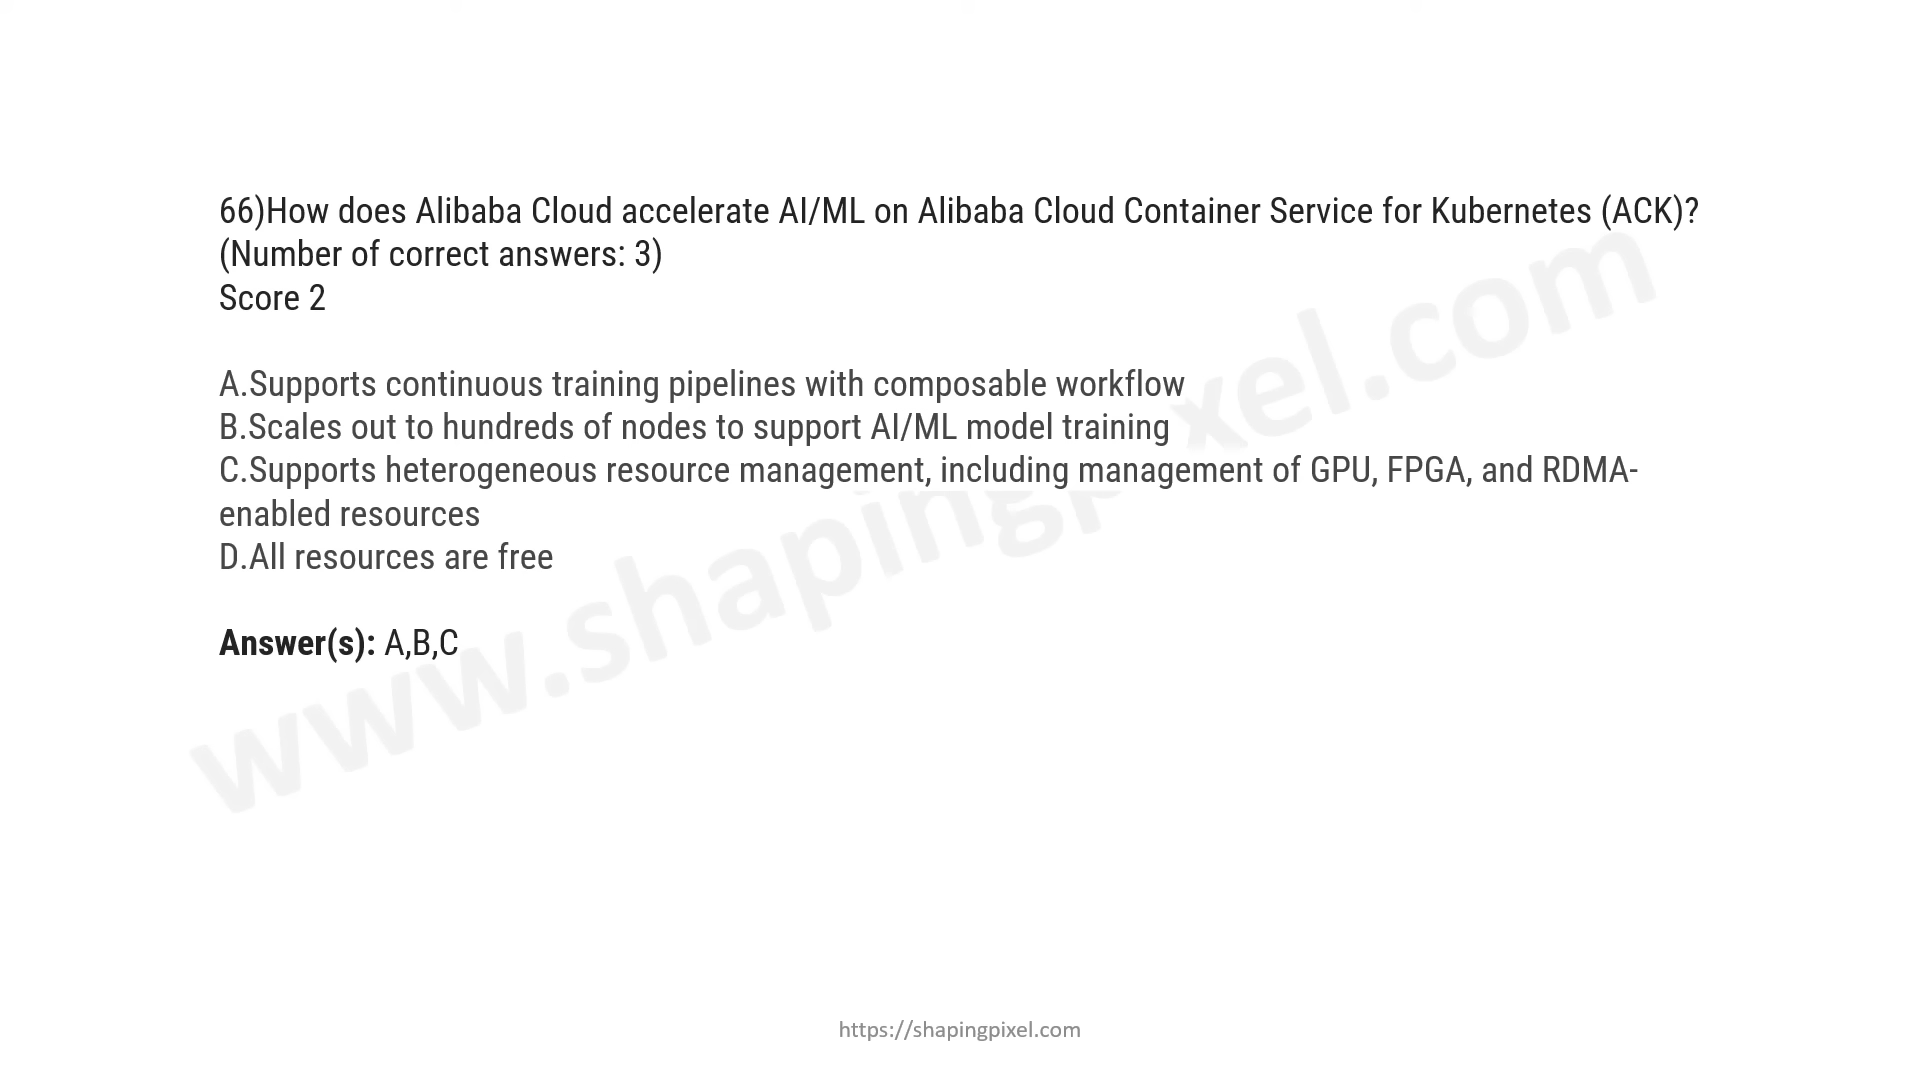 66)How does Alibaba Cloud accelerate AI/ML on Alibaba Cloud Container Service for Kubernetes (ACK)?
(Number of correct answers: 3)
Score 2
A.Supports continuous training pipelines with composable workflow
B.Scales out to hundreds of nodes to support AI/ML model training
C.Supports heterogeneous resource management, including management of GPU, FPGA, and RDMA-
enabled resources
D.All resources are free
Answer(s): A,B,C
www.shapingpixel.com
https://shapingpixel.com